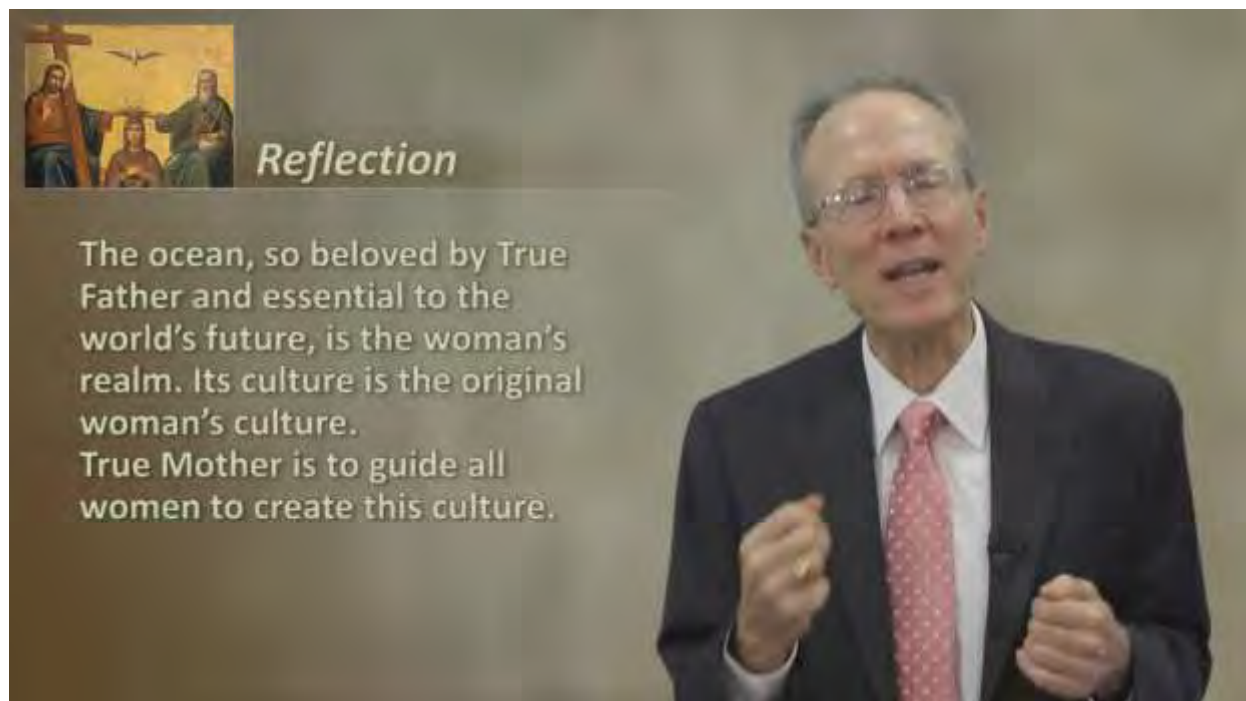 Reflection
The ocean, so beloved by True
Father and essential to the
world’s future, is the woman’s
realm. Its culture is the original
woman’s culture.
True Mother is to guide all
women to create this culture.